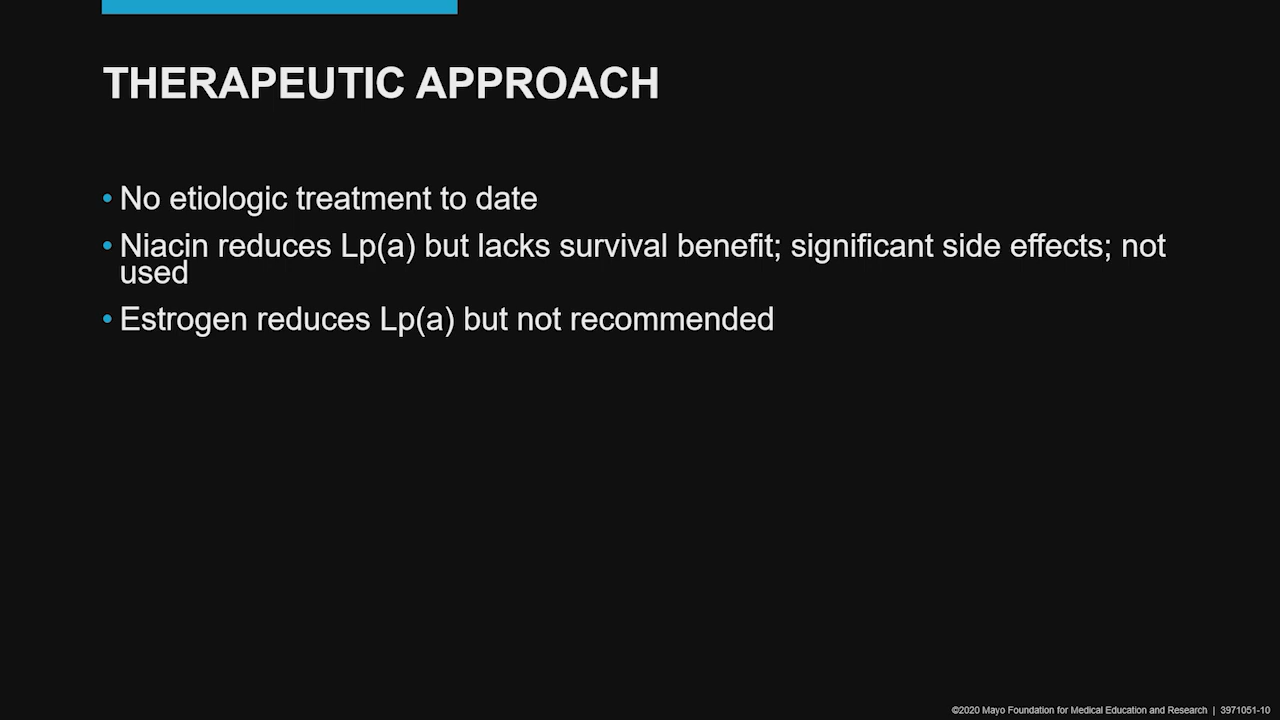 THERAPEUTIC APPROACH
• No etiologic treatment to date
• Niacin reduces Lp(a) but lacks survival benefit; significant side effects; not
used
• Estrogen reduces Lp(a) but not recommended
©2020 Mayo Foundation for Medical Education and Research | 3971051-10